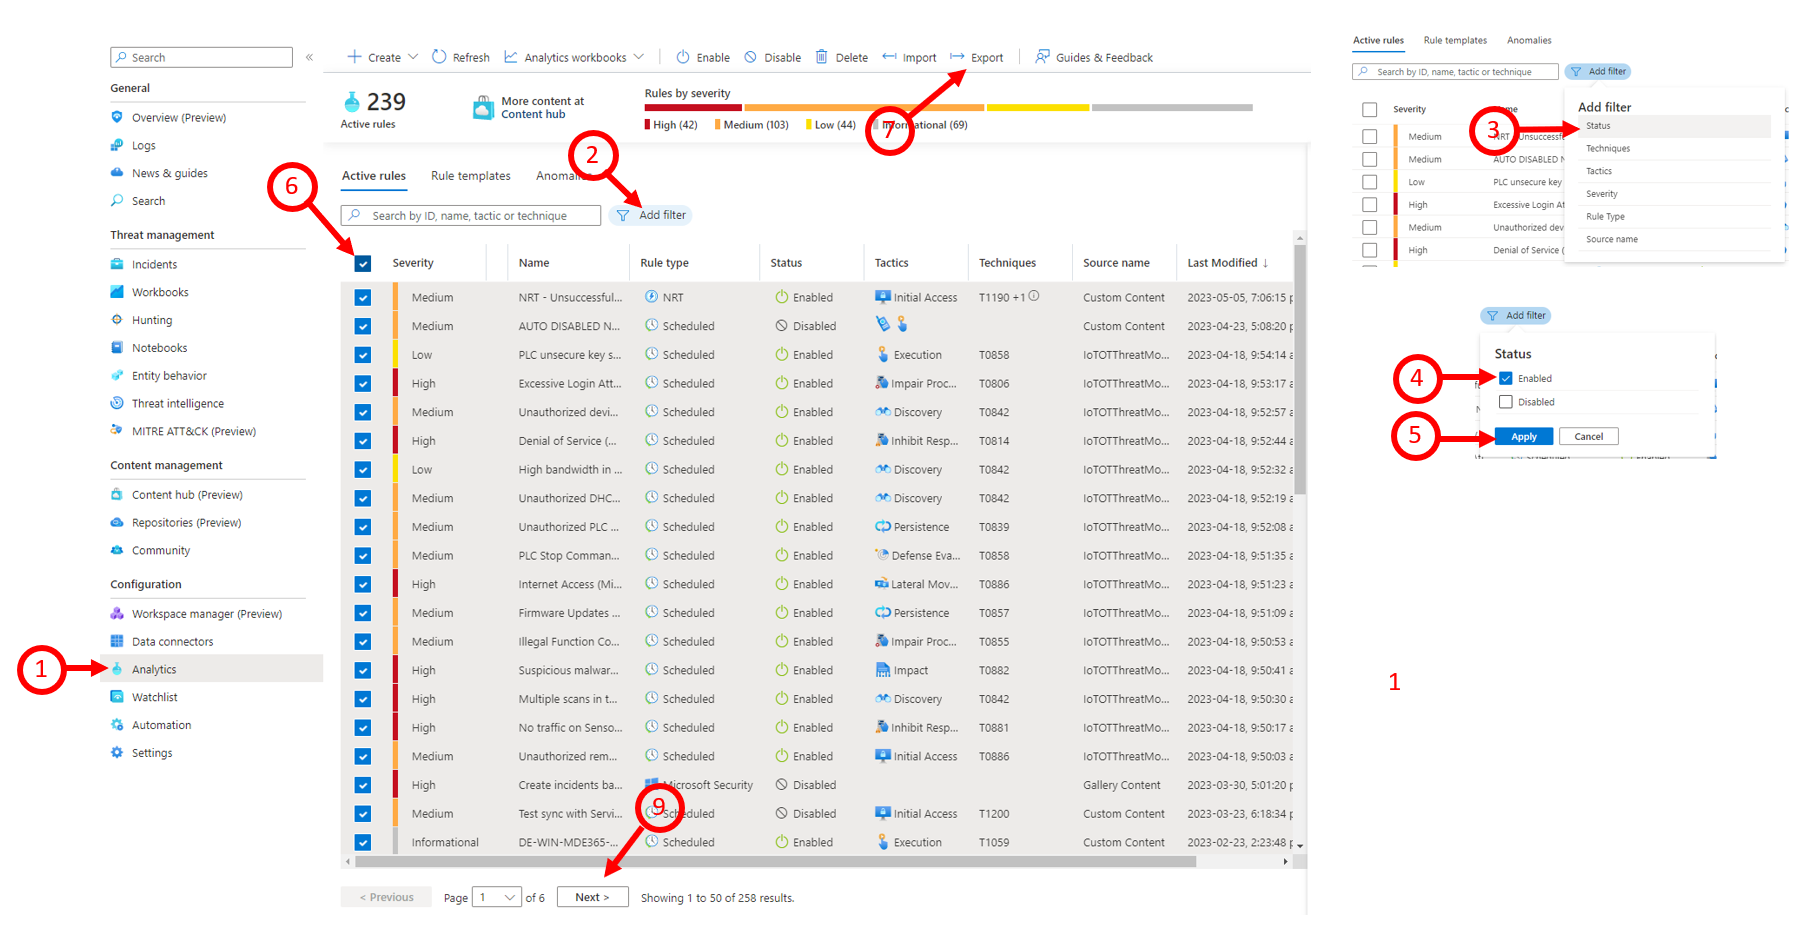 Search
«
General
Overview (Preview)
Logs
News & guides
Search
Threat management
Incidents
Workbooks
Hunting
Notebooks
Entity behavior
Threat intelligence
MITRE ATT&CK (Preview)
Content management
Content hub (Preview)
Repositories (Preview)
Community
Configuration
Workspace manager (Preview)
Data connectors
1
Analytics
Watchlist
Automation
Settings
Create Refresh Analytics workbooks Enable Disable Delete Import Export Guides & Feedback
239
Active rules
More content at
Content hub
Rules by severity
High (42) Medium (103) Low (44) Informational (69)
7
2
6
Active rules Rule templates
Search by ID, name, tactic or technique Add filter
Severity Name Rule type Status Tactics Techniques Source name Last Modified ↓
Medium NRT - Unsuccessful... NRT Enabled Initial Access T1190 +1 Custom Content 2023-05-05, 7:06:15 p
Medium AUTO DISABLED N... Scheduled Disabled Custom Content 2023-04-23, 5:08:20 p
Low PLC unsecure key s... Scheduled Enabled Execution T0858 IoTOTThreatMo... 2023-04-18, 9:54:14 a
High Excessive Login Att... Scheduled Enabled Impair Proc... T0806 IoTOTThreatMo... 2023-04-18, 9:53:17 a
Medium Unauthorized devi... Scheduled Enabled Discovery T0842 IoTOTThreatMo... 2023-04-18, 9:52:57 a
High Denial of Service (... Scheduled Enabled Inhibit Resp... T0814 IoTOTThreatMo... 2023-04-18, 9:52:44 a
Low High bandwidth in ... Scheduled Enabled Discovery T0842 IoTOTThreatMo... 2023-04-18, 9:52:32 a
Medium Unauthorized DHC... Scheduled Enabled Discovery T0842 IoTOTThreatMo... 2023-04-18, 9:52:19 a
Medium Unauthorized PLC ... Scheduled Enabled Persistence T0839 IoTOTThreatMo... 2023-04-18, 9:52:08 a
Medium PLC Stop Comman... Scheduled Enabled Defense Eva... T0858 IoTOTThreatMo... 2023-04-18, 9:51:35 a
High Internet Access (Mi... Scheduled Enabled Lateral Mov... T0886 IoTOTThreatMo... 2023-04-18, 9:51:23 a
Medium Firmware Updates ... Scheduled Enabled Persistence T0857 IoTOTThreatMo... 2023-04-18, 9:51:09 a
Medium Illegal Function Co... Scheduled Enabled Impair Proc... T0855 IoTOTThreatMo... 2023-04-18, 9:50:53 a
High Suspicious malwar... Scheduled Enabled Impact T0882 IoTOTThreatMo... 2023-04-18, 9:50:41 a
High Multiple scans in t... Scheduled Enabled Discovery T0842 IoTOTThreatMo... 2023-04-18, 9:50:30 a
High No traffic on Senso... Scheduled Enabled Inhibit Resp... T0881 IoTOTThreatMo... 2023-04-18, 9:50:17 a
Medium Unauthorized rem... Scheduled Enabled Initial Access T0886 IoTOTThreatMo... 2023-04-18, 9:50:03 a
High Create incidents ba... Microsoft Security Disabled Gallery Content 2023-03-30, 5:01:20 p
Medium Test sync with Servi... Scheduled Disabled Initial Access T1200 Custom Content 2023-03-23, 6:18:34 p
Informational DE-WIN-MDE365-... Scheduled Enabled Execution T1059 Custom Content 2023-02-23, 2:23:48 p
9
< Previous Page 1 of 6 Next > Showing 1 to 50 of 258 results.
Active rules Rule templates Anomalies
Search by ID, name, tactic or technique Add filter
Severity
Medium
Medium AUTO DISABLED N
Low PLC unsecure key
High Excessive Login At
Medium Unauthorized dev
High Denial of Service (
3
Add filter
Status
Techniques
Tactics
Severity
Rule Type
Source name
Add filter
Status
4
Enabled
Disabled
5
Apply Cancel
1